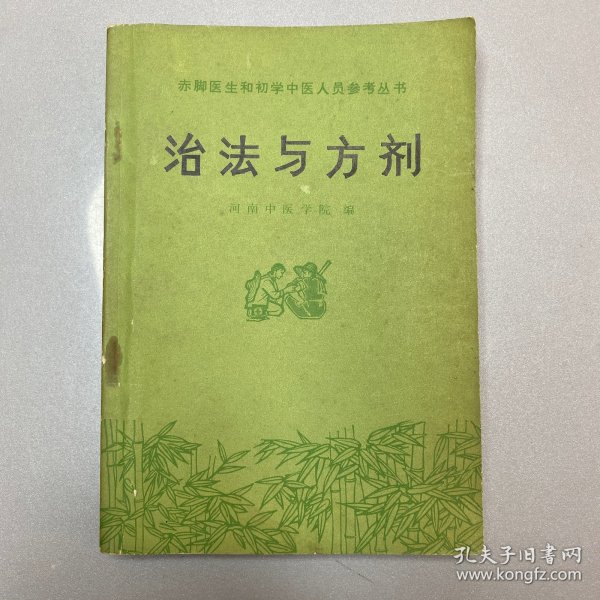 赤脚医生和初学中医人员参考丛书
治法与方剂
河南中医学院 编
孔夫子旧书网
www.kongfz.com